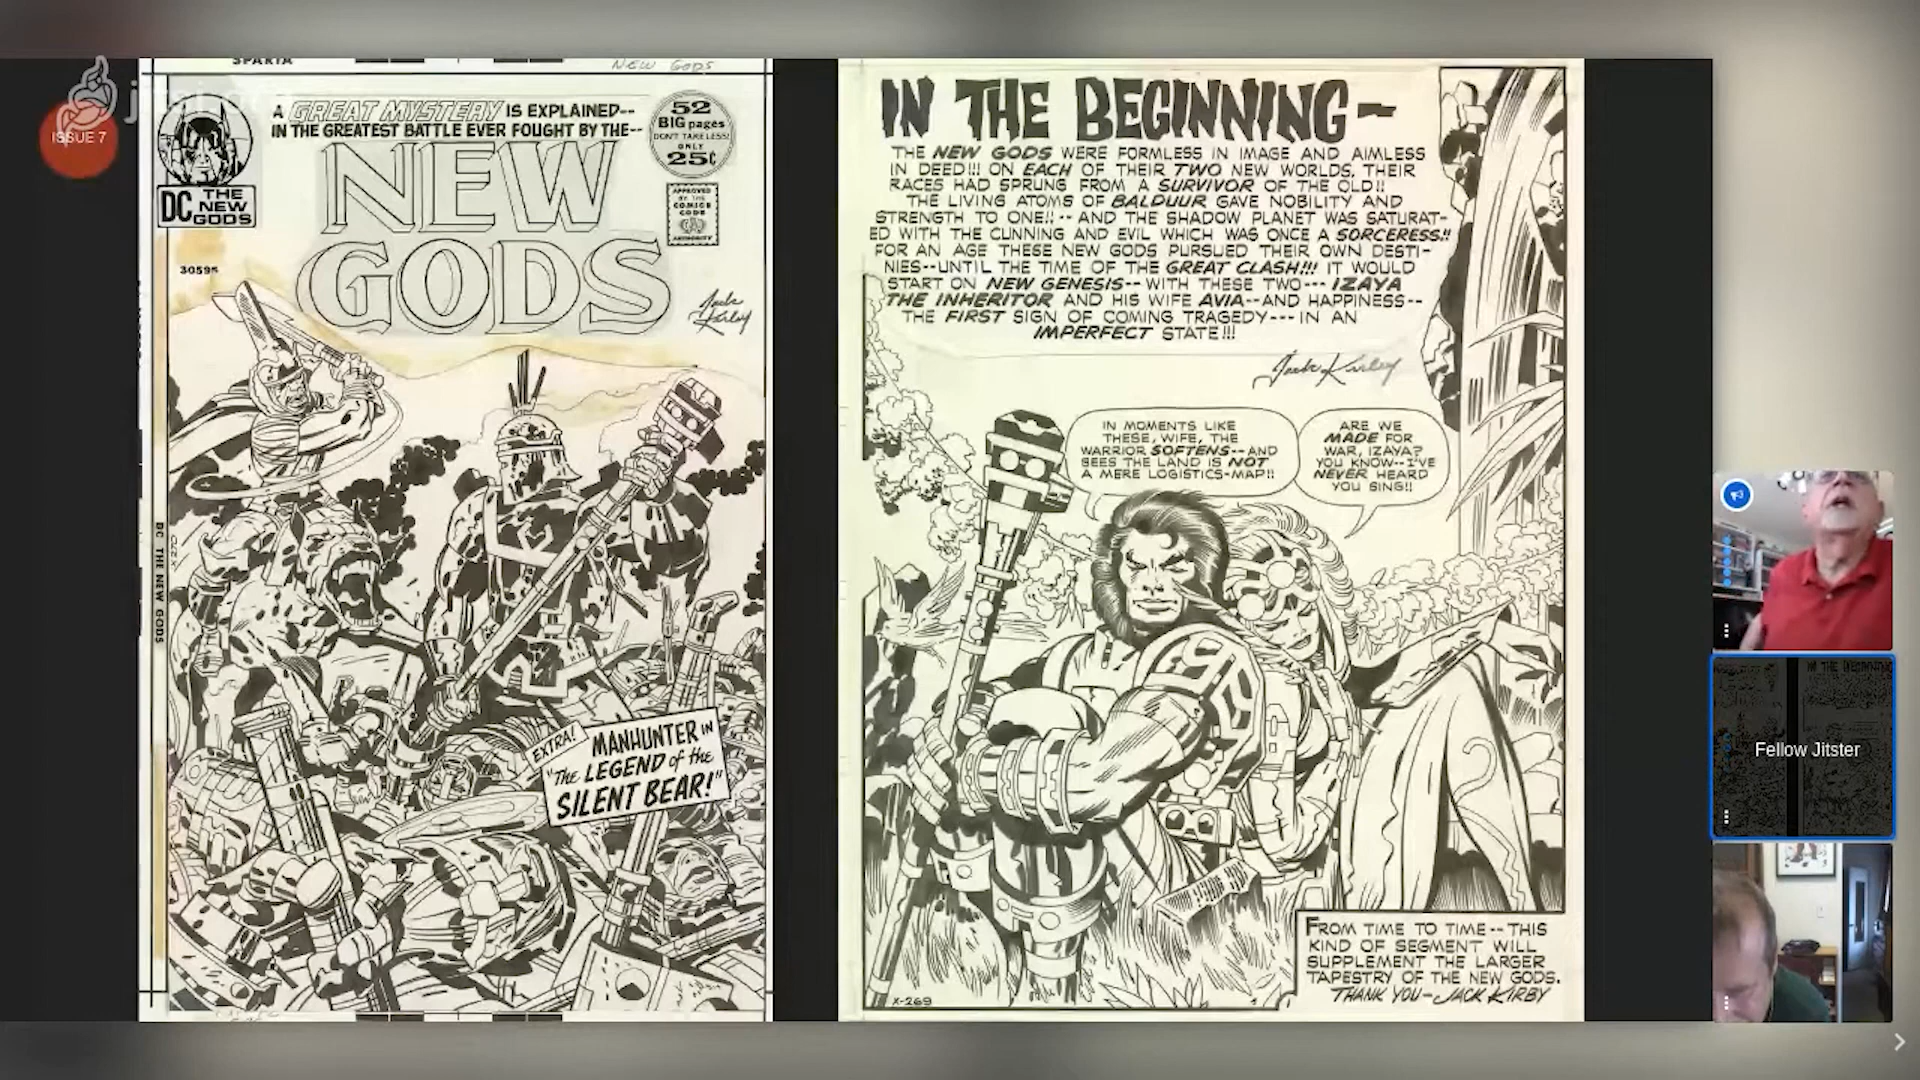 SPARTA
NEW GODS
ISSUE 7
A GREAT MYSTERY IS EXPLAINED--
IN THE GREATEST BATTLE EVER FOUGHT BY THE--
NEW
GODS
52
BIG pages
DON'T TAKE LESS!
ONLY
25¢
DC THE
NEW
GODS
APPROVED
BY THE
COMICS
CODE
AUTHORITY
30595
Jack
Kirby
DC THE NEW GODS
X-270
EXTRA!
MANHUNTER IN
"The LEGEND of the
SILENT BEAR!"
IN THE BEGINNING--
THE NEW GODS WERE FORMLESS IN IMAGE AND AIMLESS
IN DEED!!! ON EACH OF THEIR TWO NEW WORLDS, THEIR
RACES HAD SPRUNG FROM A SURVIVOR OF THE OLD!!
THE LIVING ATOMS OF BALDUUR GAVE NOBILITY AND
STRENGTH TO ONE!!-- AND THE SHADOW PLANET WAS SATURAT-
ED WITH THE CUNNING AND EVIL WHICH WAS ONCE A SORCERESS!!
FOR AN AGE THESE NEW GODS PURSUED THEIR OWN DESTI-
NIES--UNTIL THE TIME OF THE GREAT CLASH!!! IT WOULD
START ON NEW GENESIS--WITH THESE TWO--- IZAYA
THE INHERITOR AND HIS WIFE AVIA--AND HAPPINESS--
THE FIRST SIGN OF COMING TRAGEDY---IN AN
IMPERFECT STATE!!!
Jack Kirby
IN MOMENTS LIKE
THESE, WIFE, THE
WARRIOR SOFTENS--AND
SEES THE LAND IS NOT
A MERE LOGISTICS-MAP!!
ARE WE
MADE FOR
WAR, IZAYA?
YOU KNOW--I'VE
NEVER HEARD
YOU SING!!
FROM TIME TO TIME--THIS
KIND OF SEGMENT WILL
SUPPLEMENT THE LARGER
TAPESTRY OF THE NEW GODS.
THANK YOU--JACK KIRBY
X-269
Fellow Jitster